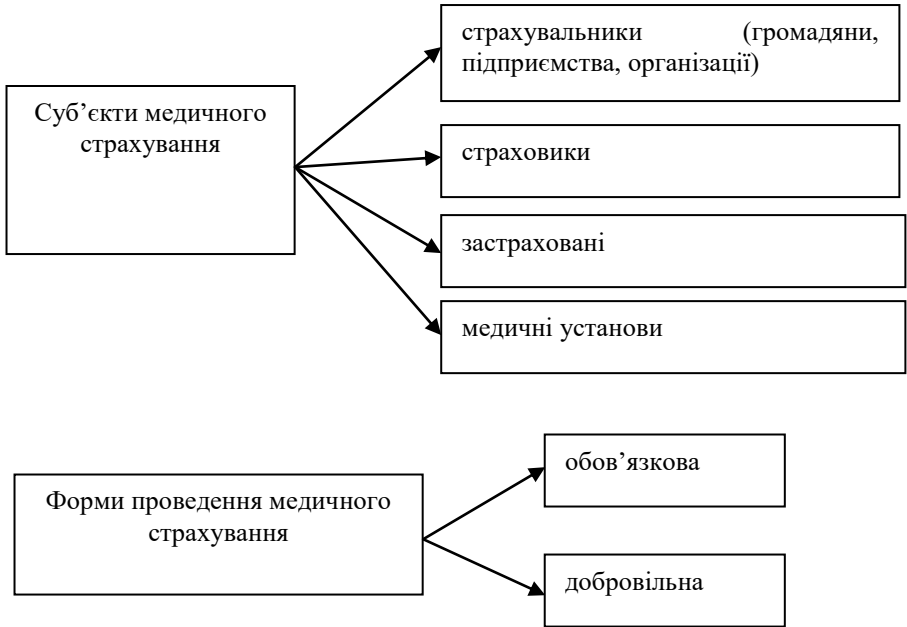 Суб’єкти медичного
страхування
страхувальники (громадяни,
підприємства, організації)
страховики
застраховані
медичні установи
Форми проведення медичного
страхування
обов’язкова
добровільна